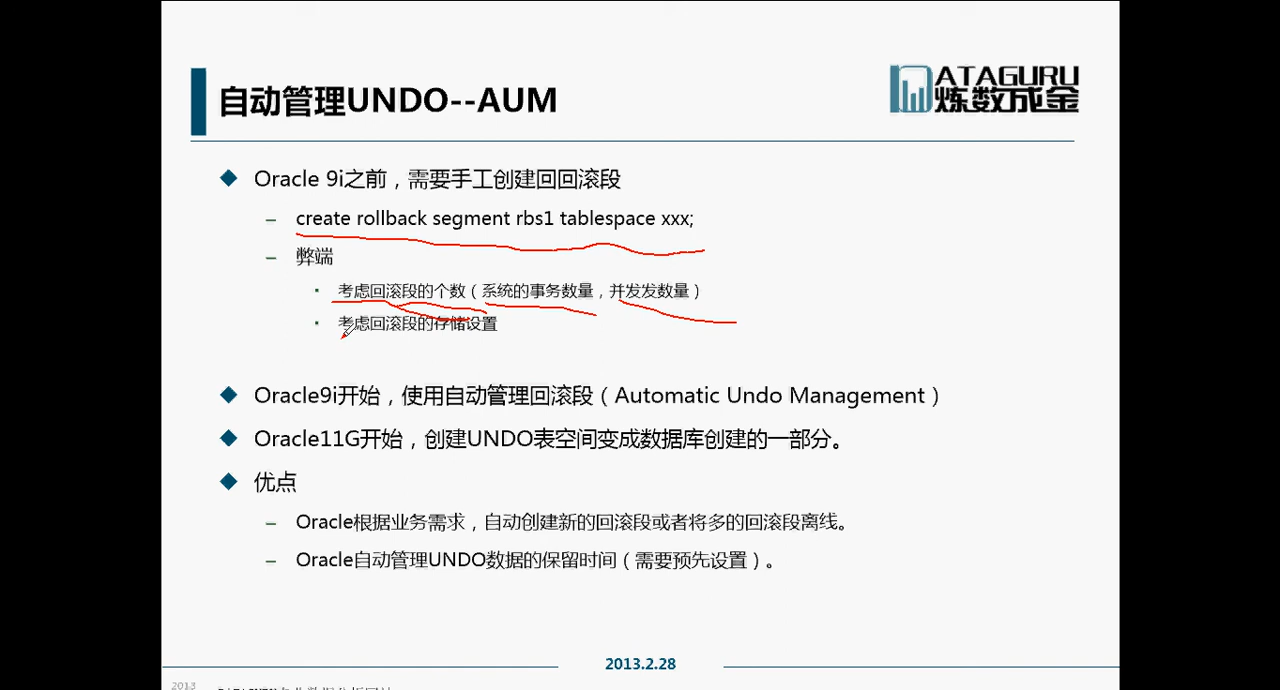 自动管理UNDO--AUM
ATAGURU
炼数成金
Oracle 9i之前，需要手工创建回回滚段
– create rollback segment rbs1 tablespace xxx;
– 弊端
· 考虑回滚段的个数（系统的事务数量，并发发数量）
· 考虑回滚段的存储设置
Oracle9i开始，使用自动管理回滚段（Automatic Undo Management）
Oracle11G开始，创建UNDO表空间变成数据库创建的一部分。
优点
– Oracle根据业务需求，自动创建新的回滚段或者将多的回滚段离线。
– Oracle自动管理UNDO数据的保留时间（需要预先设置）。
2013.2.28
2013